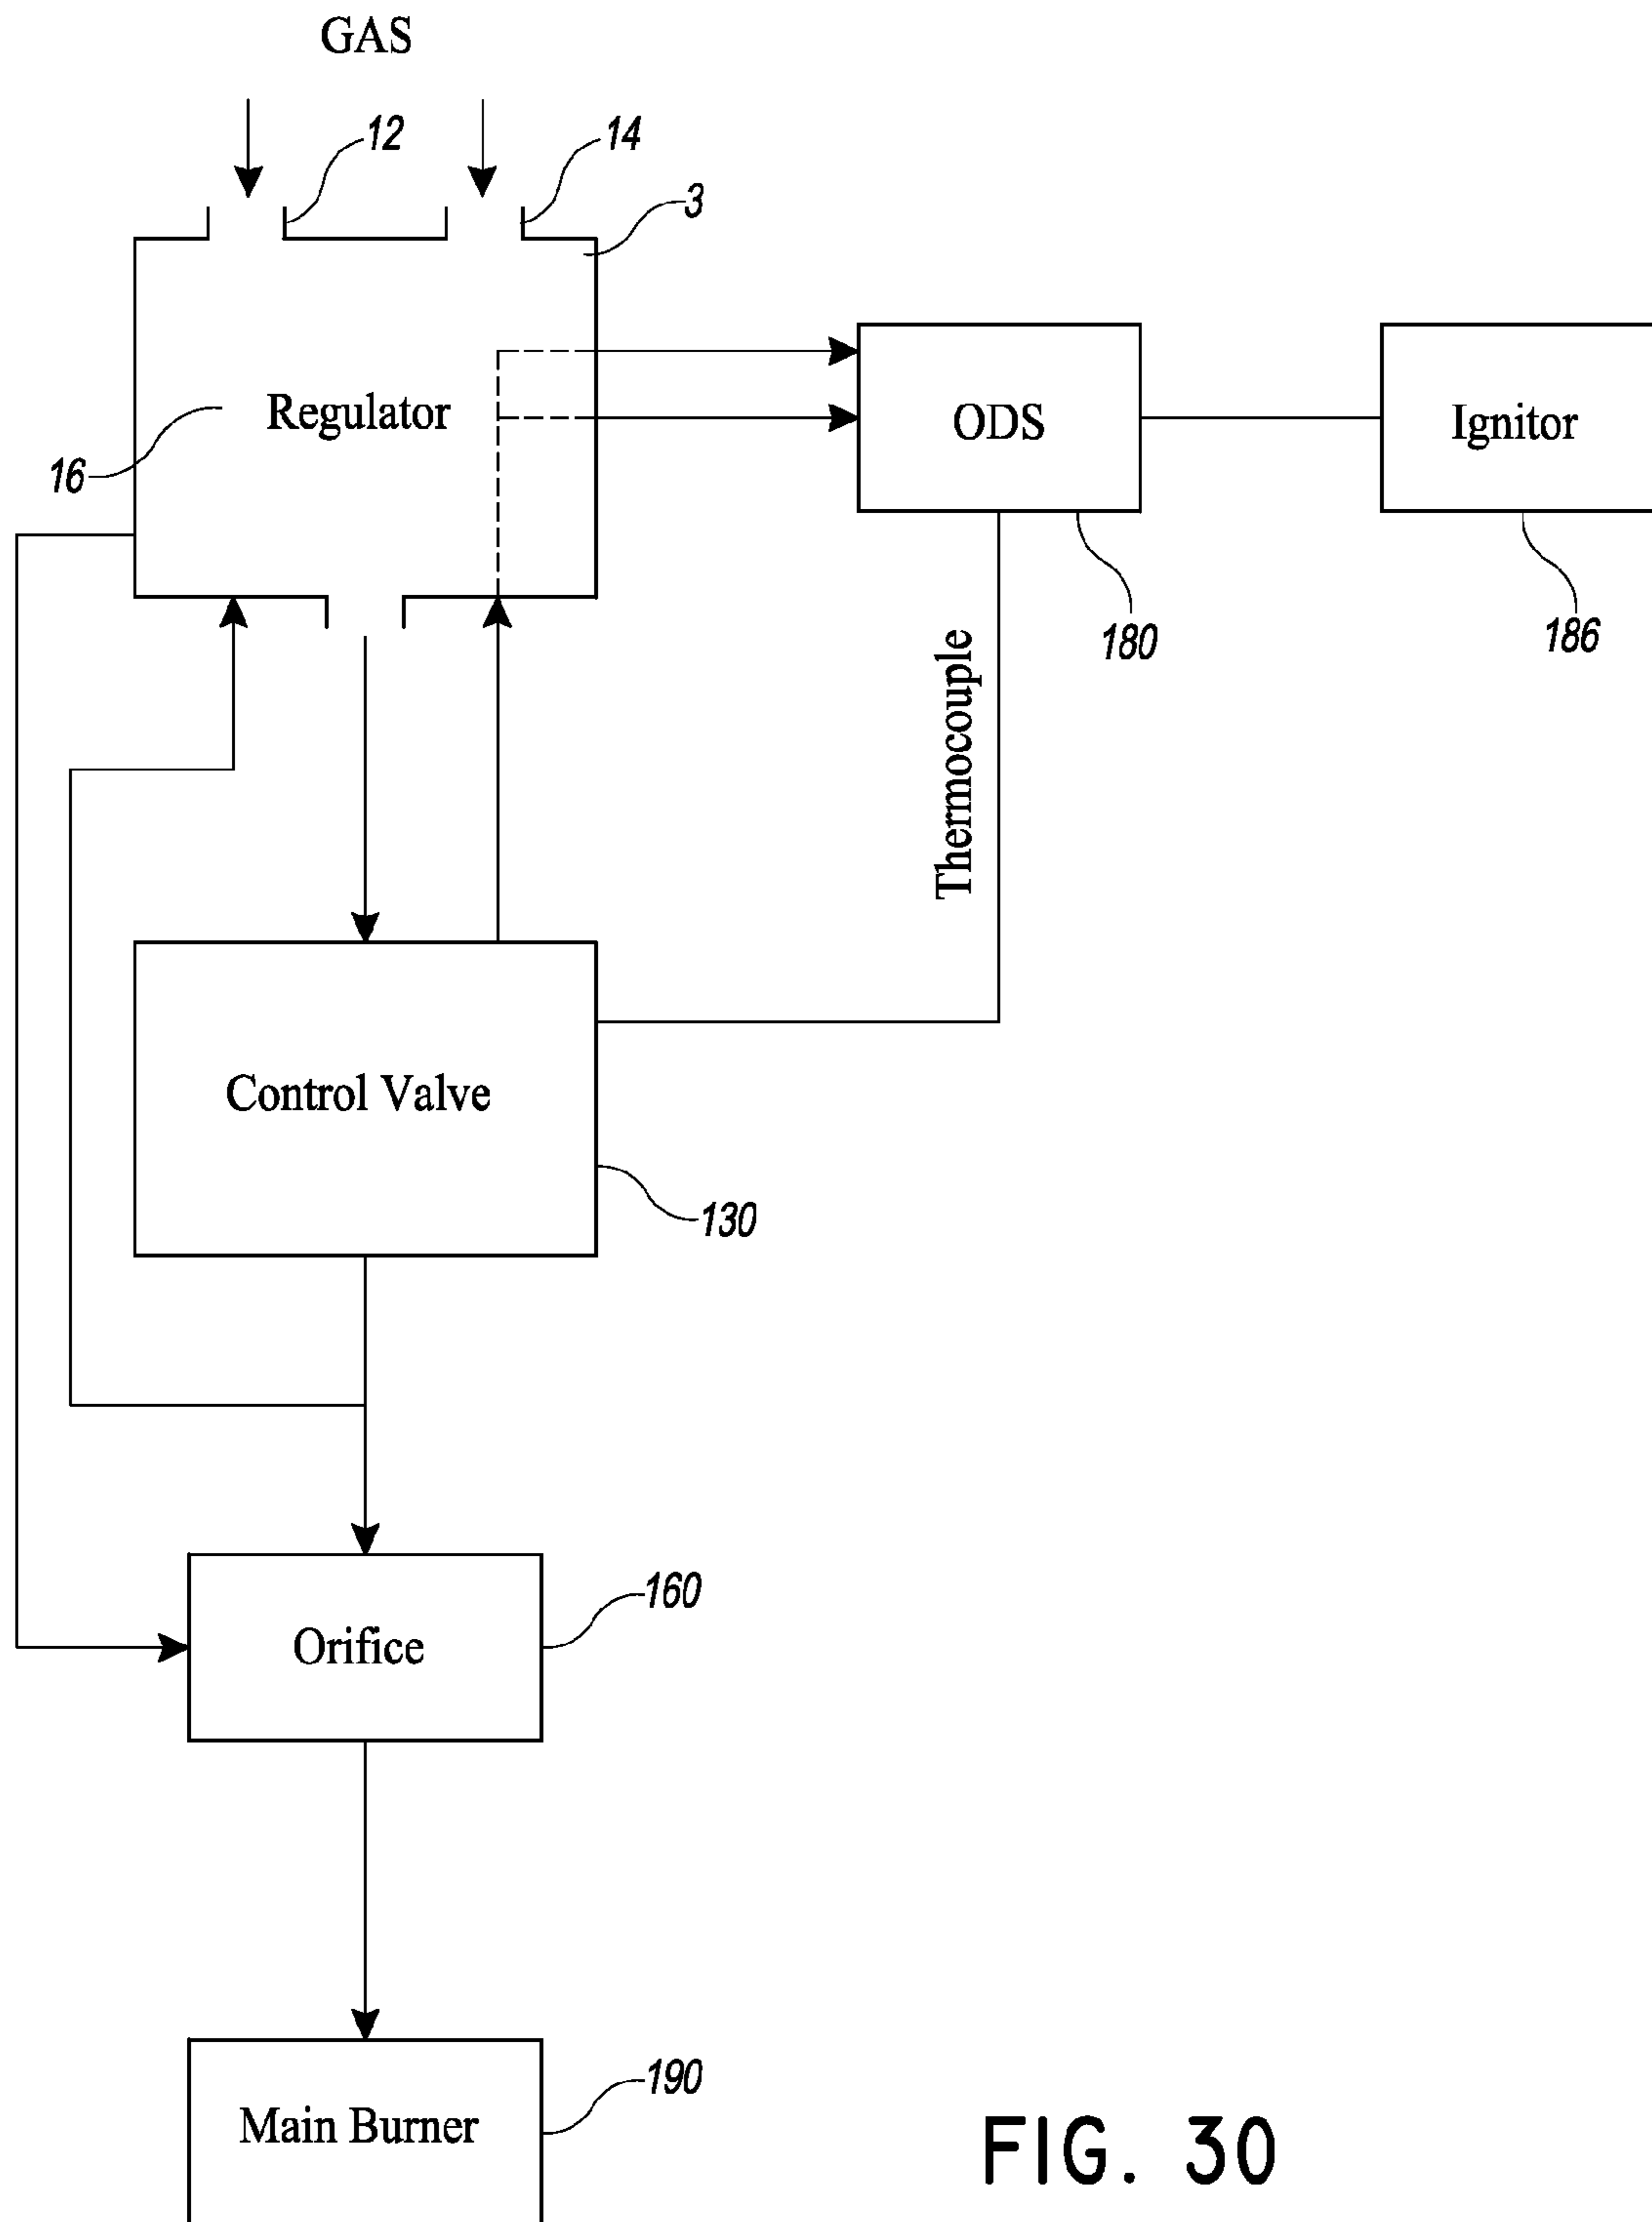 GAS
12
14
3
Regulator
16
ODS
Ignitor
180
186
Thermocouple
Control Valve
130
160
Orifice
190
Main Burner
FIG. 30